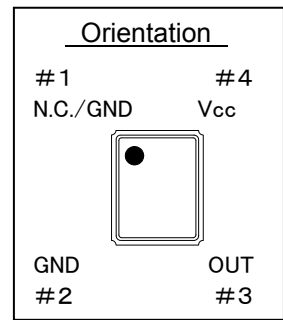 Orientation
#1 #4
N.C./GND Vcc
GND OUT
#2 #3